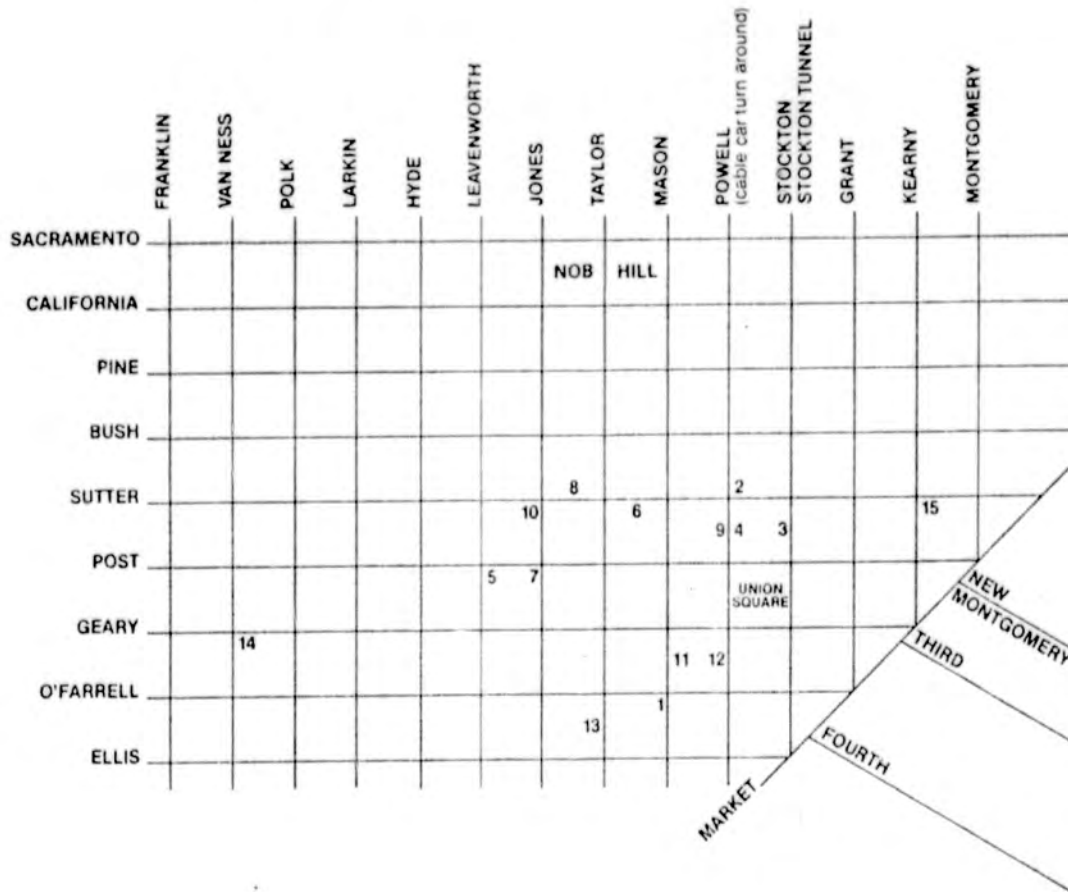 FRANKLIN
VAN NESS
POLK
LARKIN
HYDE
LEAVENWORTH
JONES
TAYLOR
MASON
POWELL
(cable car turn around)
STOCKTON
STOCKTON TUNNEL
GRANT
KEARNY
MONTGOMERY
SACRAMENTO
NOB HILL
CALIFORNIA
PINE
BUSH
8 2
SUTTER
10 6 15
9 4 3
POST
5 7
UNION
SQUARE
NEW
MONTGOMERY
GEARY
14
THIRD
11 12
O'FARRELL
1
13
FOURTH
ELLIS
MARKET